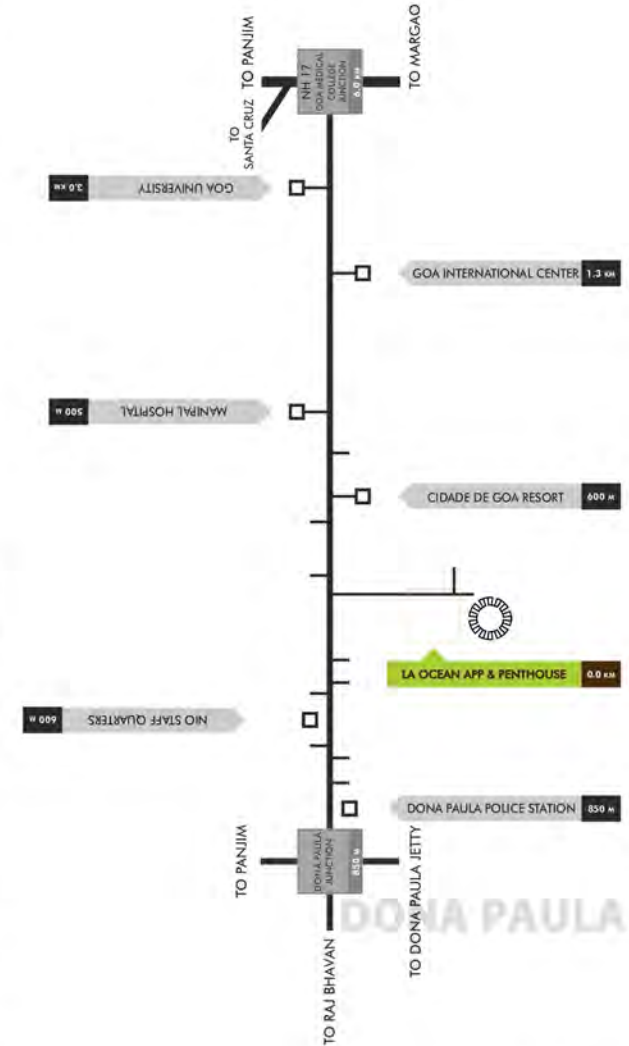 TO PANJIM
TO MARGAO
TO
SANTA CRUZ
NH 17
GOA MEDICAL
COLLEGE
JUNCTION
6.0 KM
GOA UNIVERSITY
3.0 KM
GOA INTERNATIONAL CENTER 1.3 KM
MANIPAL HOSPITAL
500 M
CIDADE DE GOA RESORT 600 M
LA OCEAN APP & PENTHOUSE 0.0 KM
NIO STAFF QUARTERS
600 M
DONA PAULA POLICE STATION 850 M
TO PANJIM
DONA PAULA
JUNCTION
850 M
TO DONA PAULA JETTY
DONA PAULA
TO RAJ BHAVAN